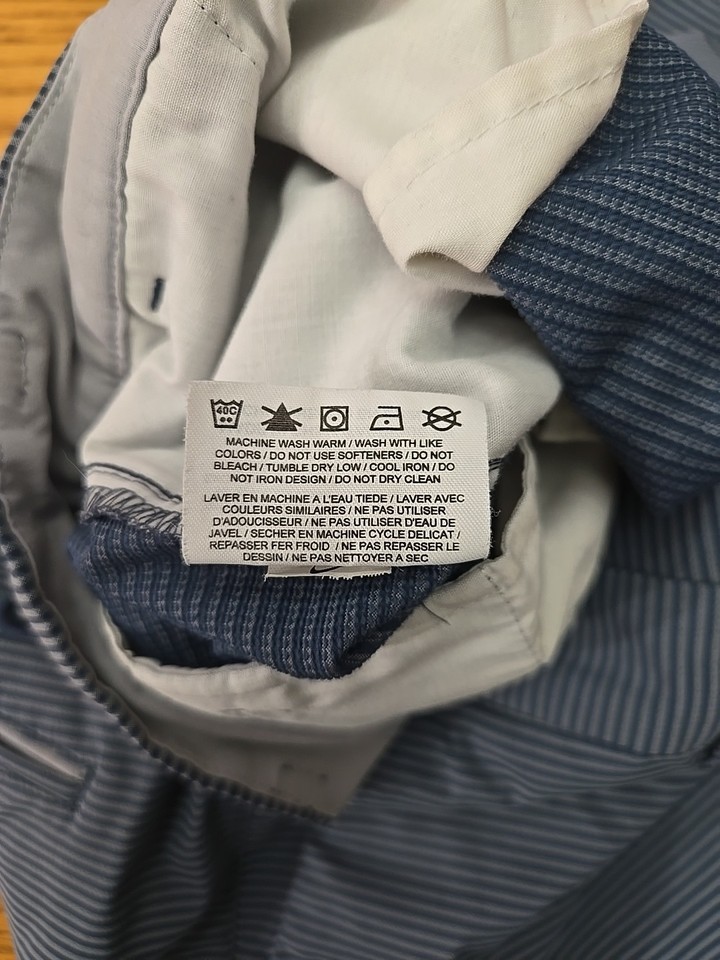 40C
MACHINE WASH WARM / WASH WITH LIKE
COLORS / DO NOT USE SOFTENERS / DO NOT
BLEACH / TUMBLE DRY LOW / COOL IRON / DO
NOT IRON DESIGN / DO NOT DRY CLEAN
LAVER EN MACHINE A L'EAU TIEDE / LAVER AVEC
COULEURS SIMILAIRES / NE PAS UTILISER
D'ADOUCISSEUR / NE PAS UTILISER D'EAU DE
JAVEL / SECHER EN MACHINE CYCLE DELICAT /
REPASSER FER FROID / NE PAS REPASSER LE
DESSIN / NE PAS NETTOYER A SEC